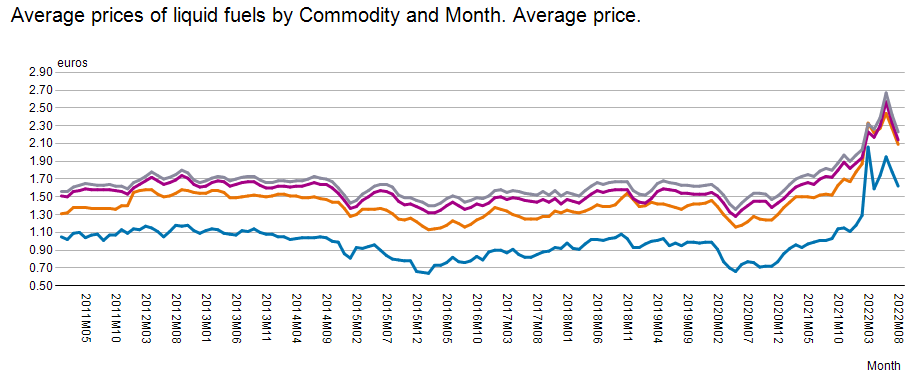 Average prices of liquid fuels by Commodity and Month. Average price.
euros
2.90
2.70
2.50
2.30
2.10
1.90
1.70
1.50
1.30
1.10
0.90
0.70
0.50
2011M05
2011M10
2012M03
2012M08
2013M01
2013M06
2013M11
2014M04
2014M09
2015M02
2015M07
2015M12
2016M05
2016M10
2017M03
2017M08
2018M01
2018M06
2018M11
2019M04
2019M09
2020M02
2020M07
2020M12
2021M05
2021M10
2022M03
2022M08
Month